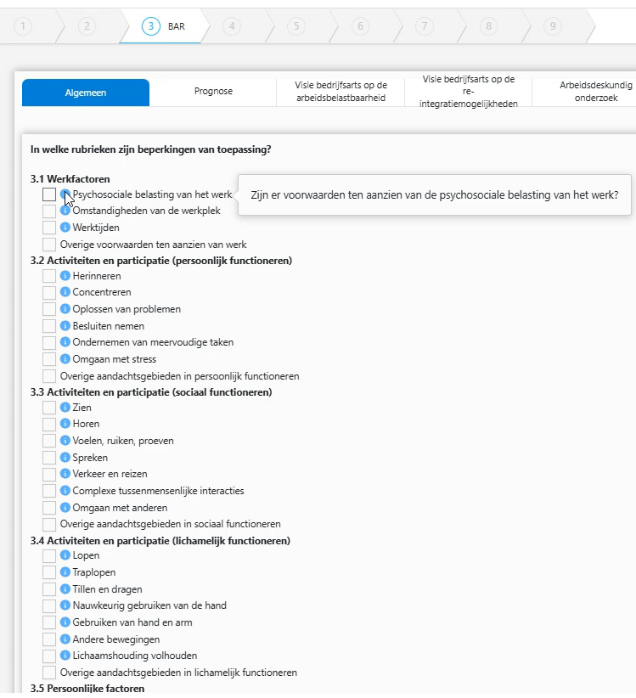 1 2 3 BAR 4 5 6 7 8 9
Algemeen
Prognose
Visie bedrijfsarts op de
arbeidsbelastbaarheid
Visie bedrijfsarts op de
re-
integratiemogelijkheden
Arbeidsdeskundig
onderzoek
In welke rubrieken zijn beperkingen van toepassing?
3.1 Werkfactoren
Psychosociale belasting van het werk
Zijn er voorwaarden ten aanzien van de psychosociale belasting van het werk?
Omstandigheden van de werkplek
Werktijden
Overige voorwaarden ten aanzien van werk
3.2 Activiteiten en participatie (persoonlijk functioneren)
Herinneren
Concentreren
Oplossen van problemen
Besluiten nemen
Ondernemen van meervoudige taken
Omgaan met stress
Overige aandachtsgebieden in persoonlijk functioneren
3.3 Activiteiten en participatie (sociaal functioneren)
Zien
Horen
Voelen, ruiken, proeven
Spreken
Verkeer en reizen
Complexe tussenmensenlijke interacties
Omgaan met anderen
Overige aandachtsgebieden in sociaal functioneren
3.4 Activiteiten en participatie (lichamelijk functioneren)
Lopen
Traplopen
Tillen en dragen
Nauwkeurig gebruiken van de hand
Gebruiken van hand en arm
Andere bewegingen
Lichaamshouding volhouden
Overige aandachtsgebieden in lichamelijk functioneren
3.5 Persoonlijke factoren